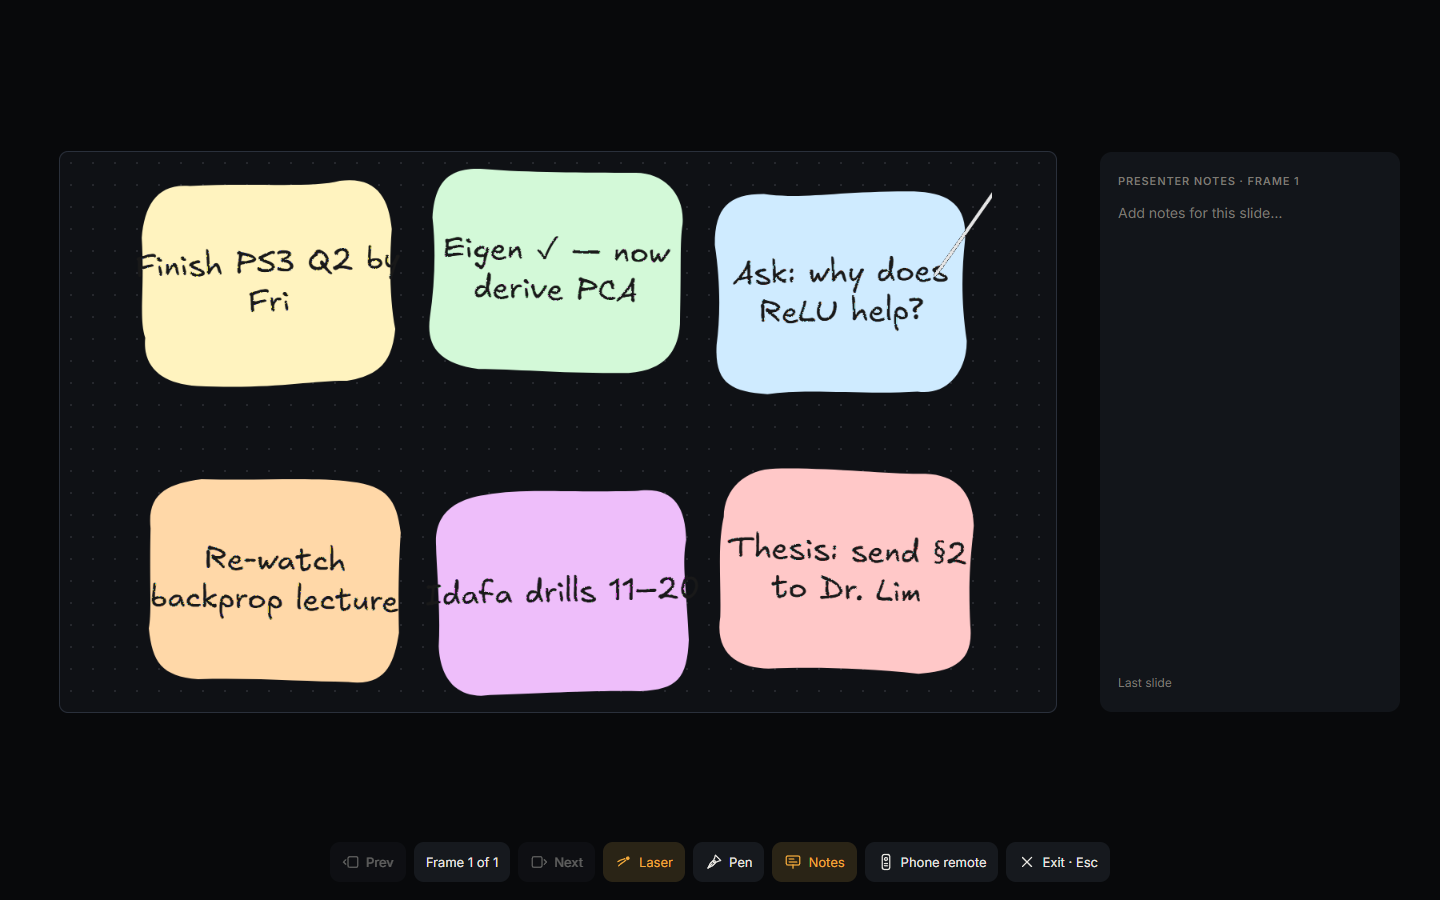 Finish PS3 Q2 by
Fri
Eigen ✓ — now
derive PCA
Ask: why does
ReLU help?
Re-watch
backprop lecture
Idafa drills 11–20
Thesis: send §2
to Dr. Lim
PRESENTER NOTES · FRAME 1
Add notes for this slide...
Last slide
Prev
Frame 1 of 1
Next
Laser
Pen
Notes
Phone remote
Exit · Esc